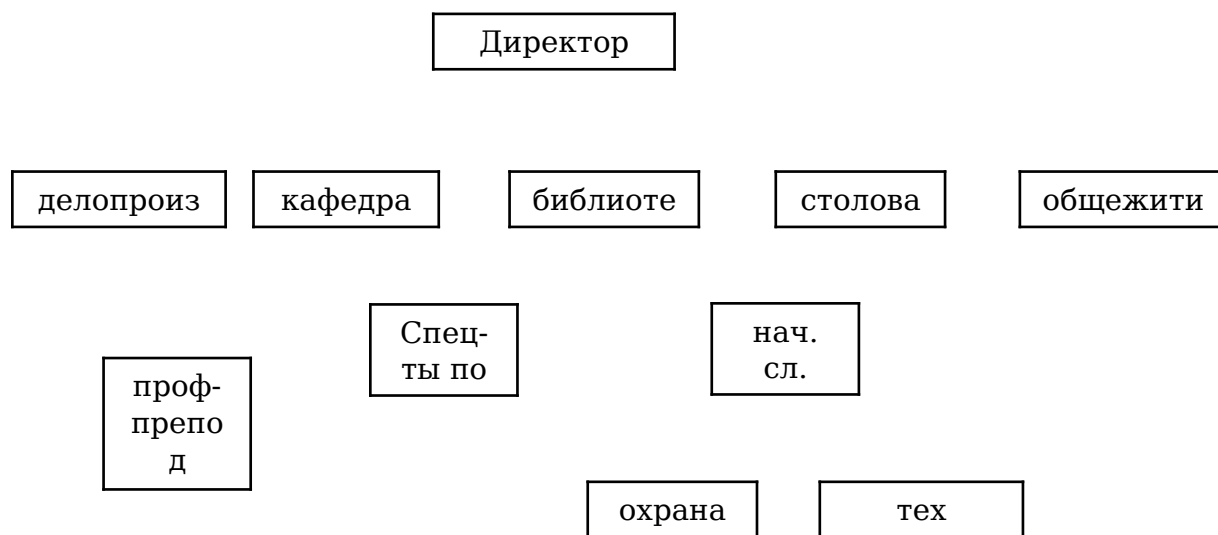 Директор
делопроиз
кафедра
библиоте
столова
общежити
Спец-
ты по
нач.
сл.
проф-
препо
д
охрана
тех